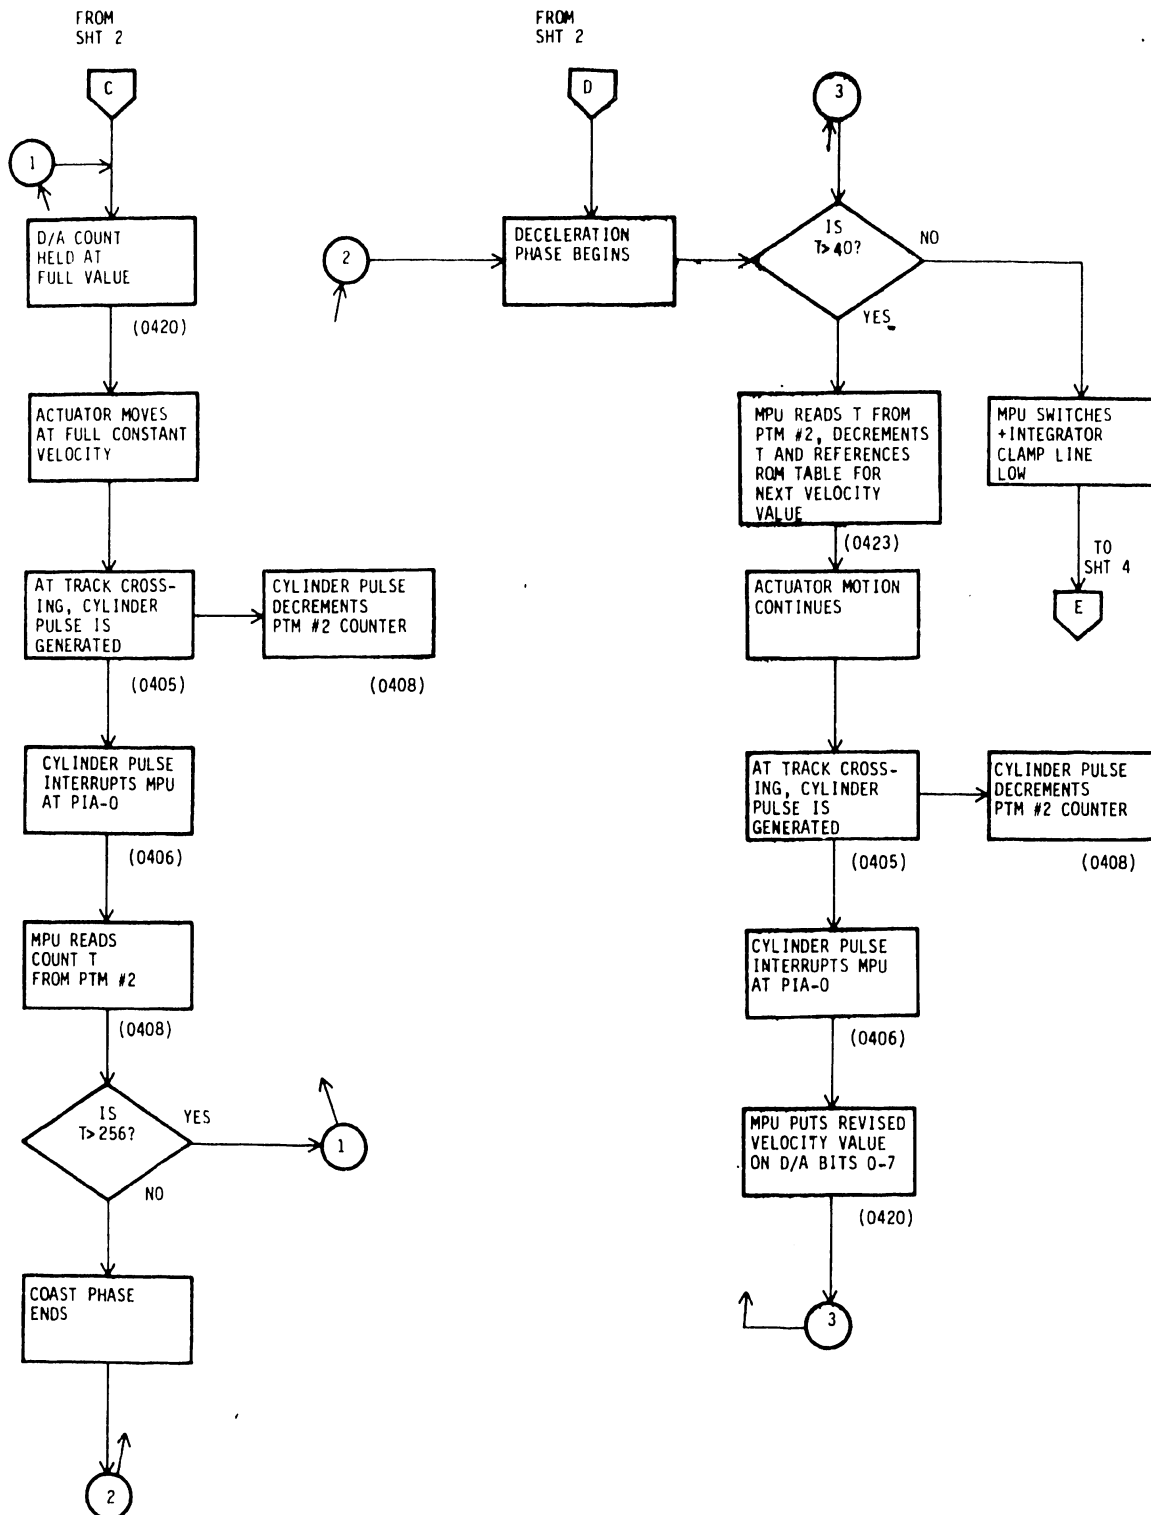 FROM
SHT 2
C
1
D/A COUNT
HELD AT
FULL VALUE
(0420)
ACTUATOR MOVES
AT FULL CONSTANT
VELOCITY
AT TRACK CROSS-
ING, CYLINDER
PULSE IS
GENERATED
(0405)
CYLINDER PULSE
DECREMENTS
PTM #2 COUNTER
(0408)
CYLINDER PULSE
INTERRUPTS MPU
AT PIA-0
(0406)
MPU READS
COUNT T
FROM PTM #2
(0408)
IS
T>256?
YES
1
NO
COAST PHASE
ENDS
2
FROM
SHT 2
D
2
DECELERATION
PHASE BEGINS
3
IS
T>40?
NO
YES
MPU READS T FROM
PTM #2, DECREMENTS
T AND REFERENCES
ROM TABLE FOR
NEXT VELOCITY
VALUE
(0423)
MPU SWITCHES
+INTEGRATOR
CLAMP LINE
LOW
TO
SHT 4
E
ACTUATOR MOTION
CONTINUES
AT TRACK CROSS-
ING, CYLINDER
PULSE IS
GENERATED
(0405)
CYLINDER PULSE
DECREMENTS
PTM #2 COUNTER
(0408)
CYLINDER PULSE
INTERRUPTS MPU
AT PIA-0
(0406)
MPU PUTS REVISED
VELOCITY VALUE
ON D/A BITS 0-7
(0420)
3